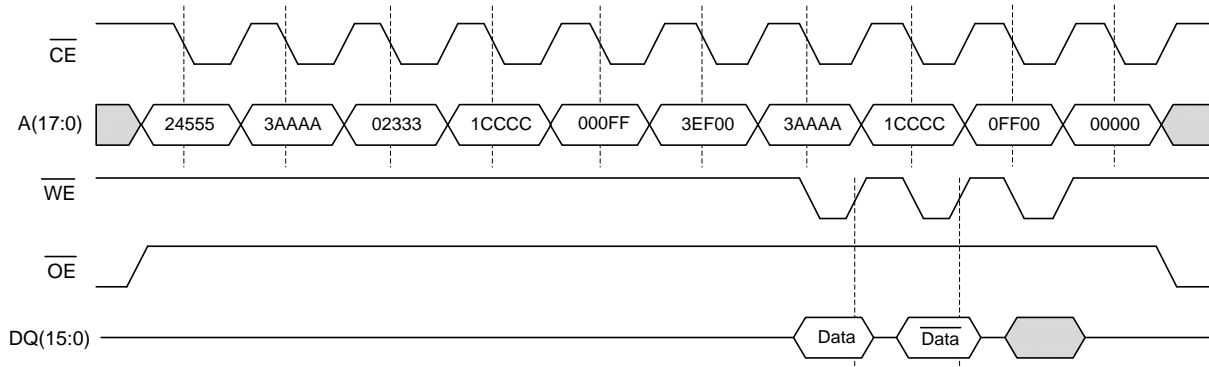 CE
A(17:0) 24555 3AAAA 02333 1CCCC 000FF 3EF00 3AAAA 1CCCC 0FF00 00000
WE
OE
DQ(15:0) Data Data